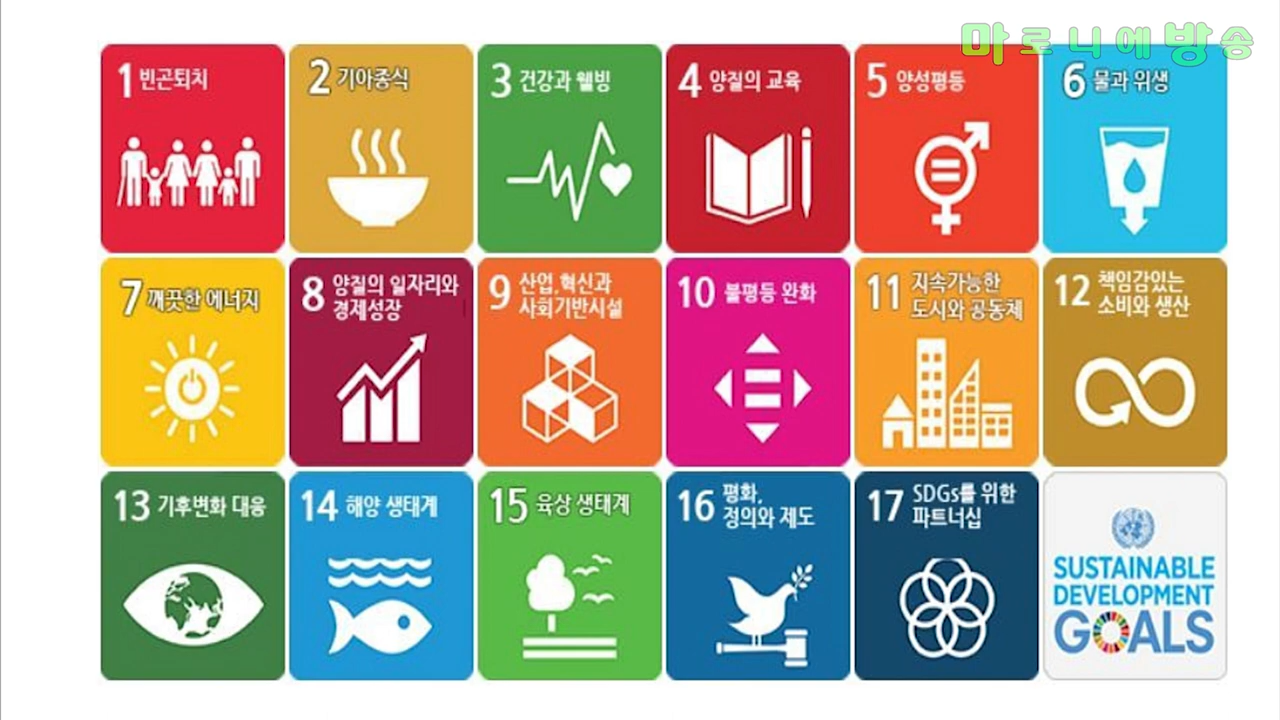 마로니에방송
1 빈곤퇴치
2 기아종식
3 건강과 웰빙
4 양질의 교육
5 양성평등
6 물과 위생
7 깨끗한 에너지
8 양질의 일자리와
경제성장
9 산업,혁신과
사회기반시설
10 불평등 완화
11 지속가능한
도시와 공동체
12 책임감있는
소비와 생산
13 기후변화 대응
14 해양 생태계
15 육상 생태계
16 평화,
정의와 제도
17 SDGs를 위한
파트너십
SUSTAINABLE
DEVELOPMENT
GOALS